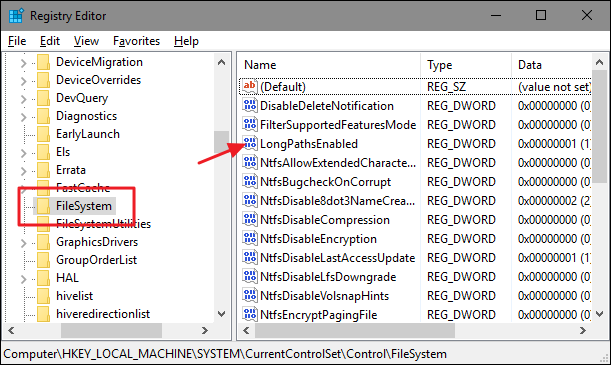 Registry Editor
File Edit View Favorites Help
DeviceMigration
DeviceOverrides
DevQuery
Diagnostics
EarlyLaunch
Els
Errata
FastCache
FileSystem
FileSystemUtilities
GraphicsDrivers
GroupOrderList
HAL
hivelist
hiveredirectionlist
Name Type Data
(Default) REG_SZ (value not set)
DisableDeleteNotification REG_DWORD 0x00000000 (0)
FilterSupportedFeaturesMode REG_DWORD 0x00000000 (0)
LongPathsEnabled REG_DWORD 0x00000001 (1)
NtfsAllowExtendedCharacte... REG_DWORD 0x00000000 (0)
NtfsBugcheckOnCorrupt REG_DWORD 0x00000000 (0)
NtfsDisable8dot3NameCrea... REG_DWORD 0x00000002 (2)
NtfsDisableCompression REG_DWORD 0x00000000 (0)
NtfsDisableEncryption REG_DWORD 0x00000000 (0)
NtfsDisableLastAccessUpdate REG_DWORD 0x00000001 (1)
NtfsDisableLfsDowngrade REG_DWORD 0x00000000 (0)
NtfsDisableVolsnapHints REG_DWORD 0x00000000 (0)
NtfsEncryptPagingFile REG_DWORD 0x00000000 (0)
Computer\HKEY_LOCAL_MACHINE\SYSTEM\CurrentControlSet\Control\FileSystem